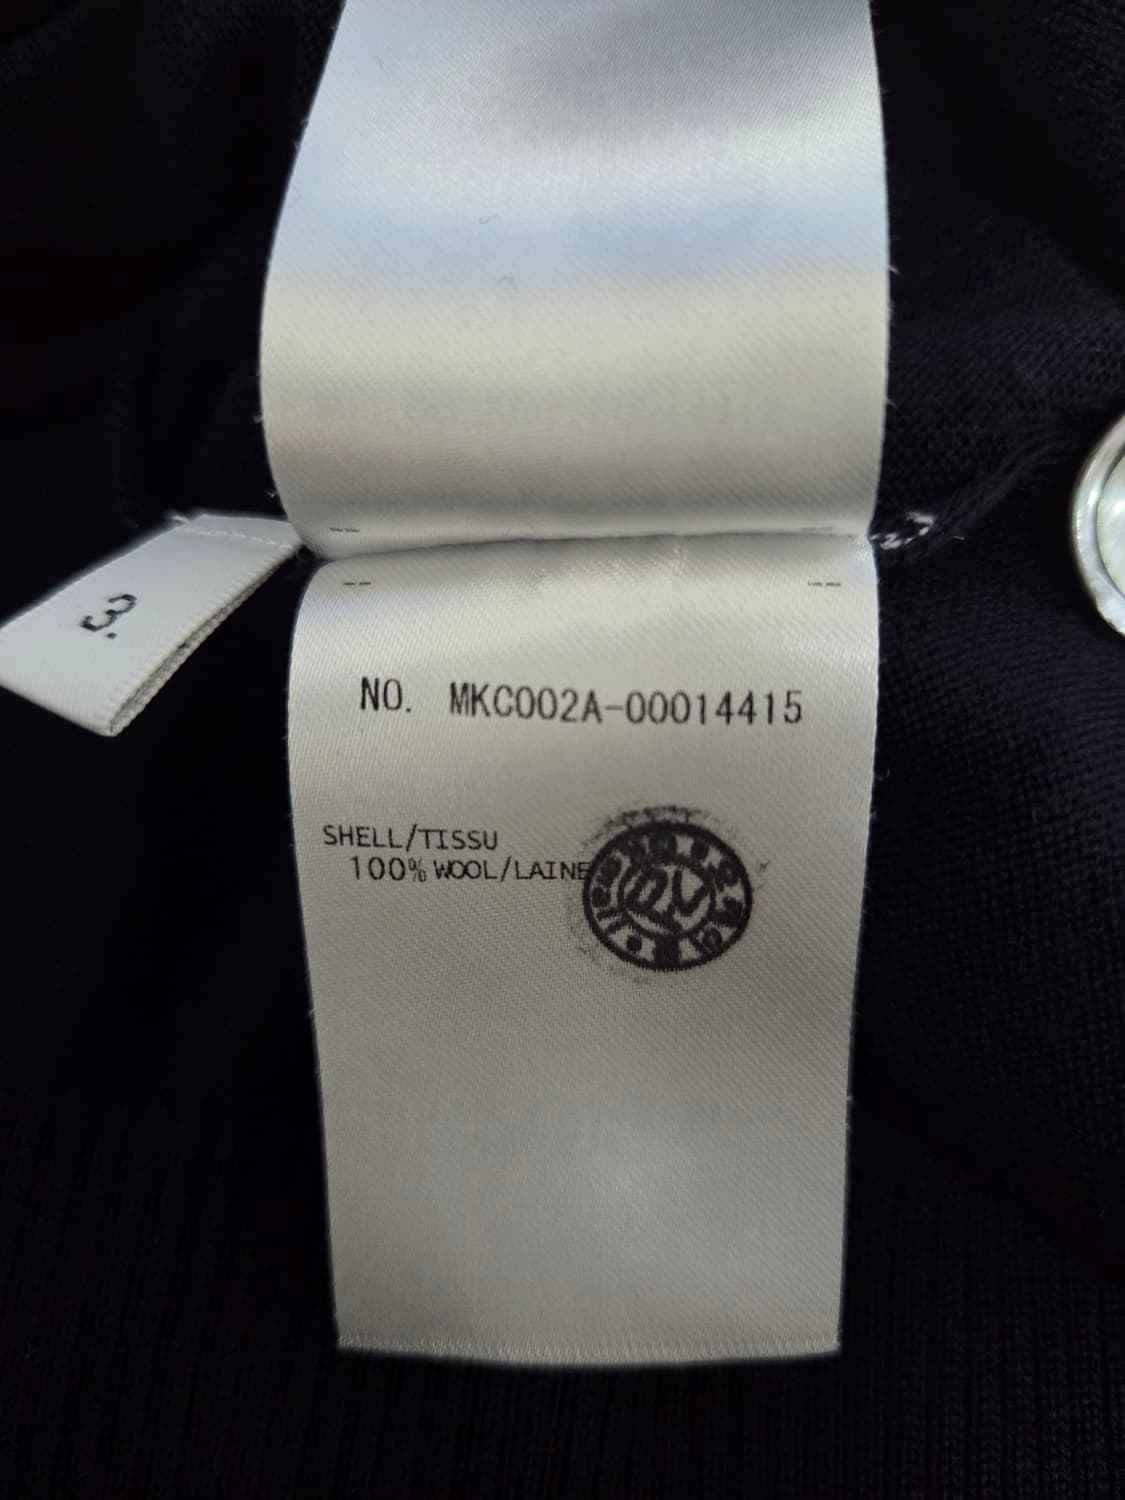 3.
NO. MKC002A-00014415
SHELL/TISSU
100% WOOL/LAINE